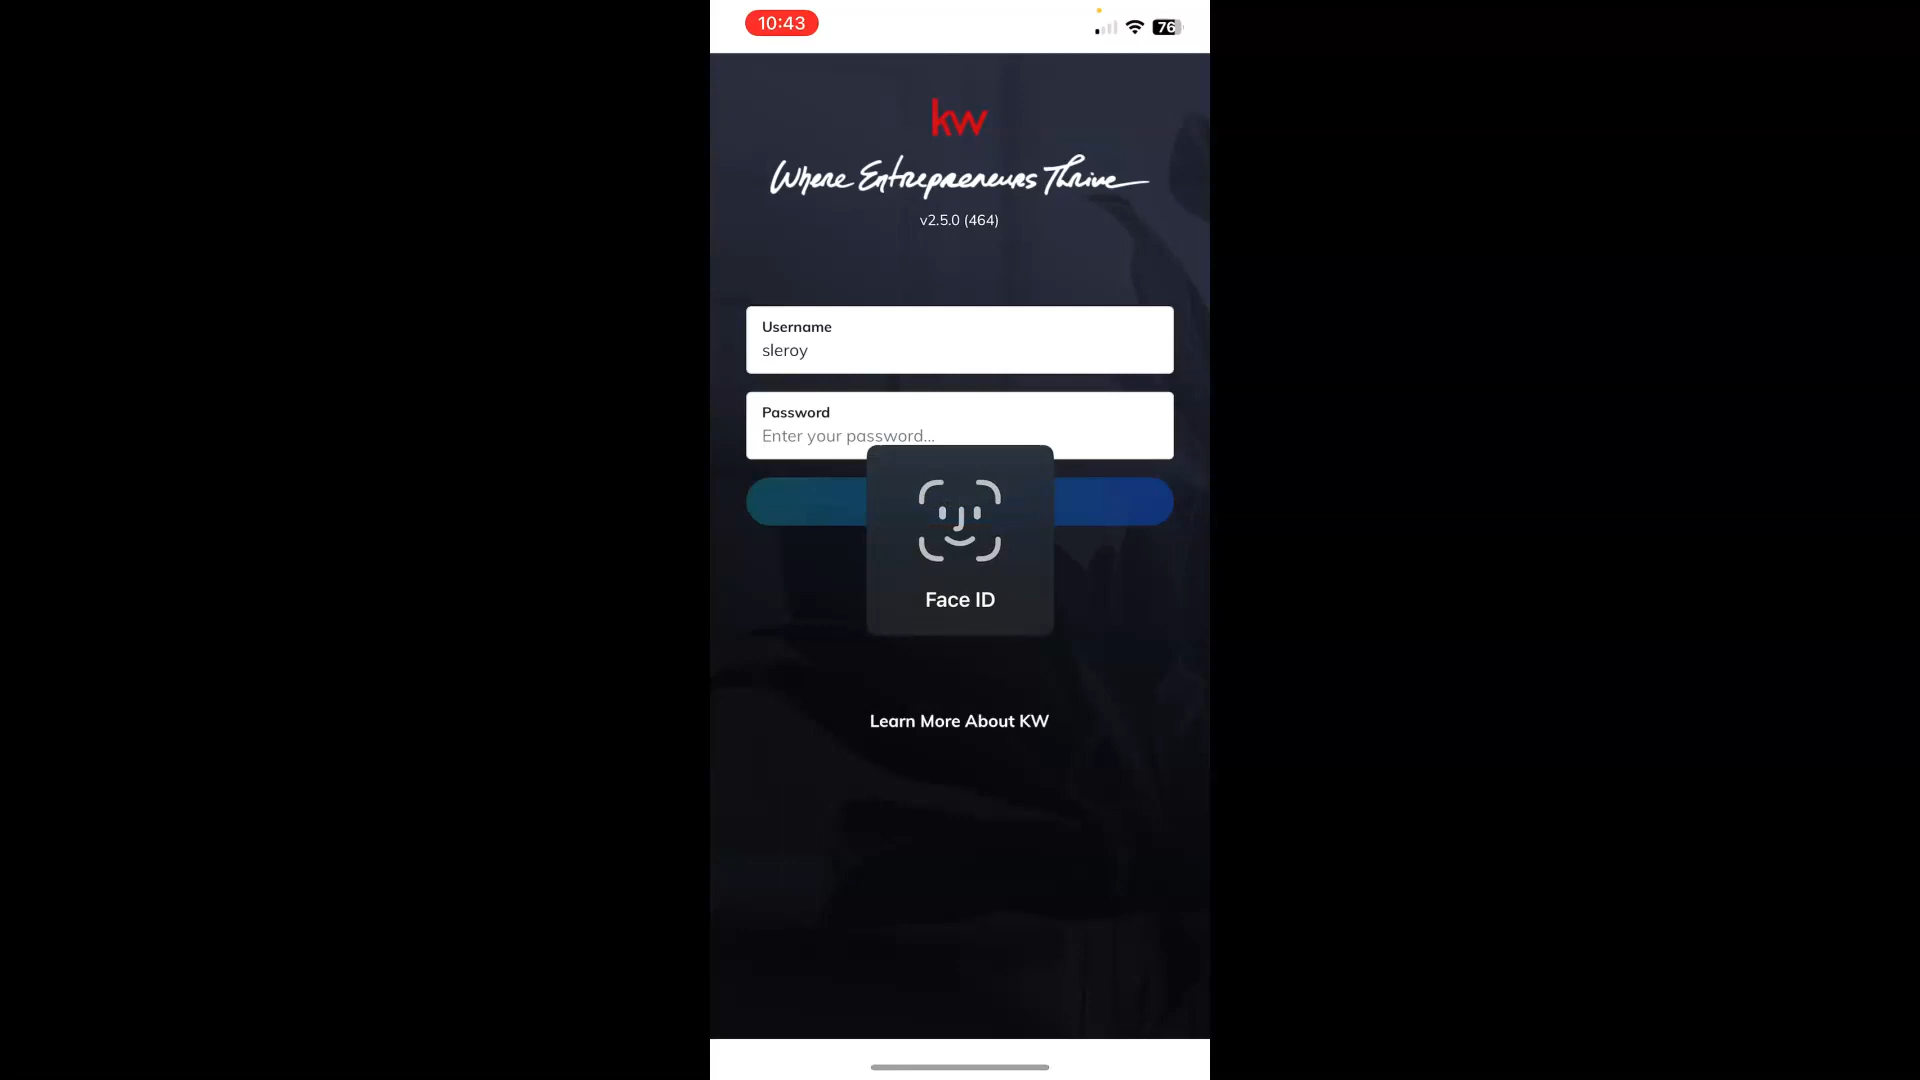 10:43
76
kw
Where Entrepreneurs Thrive
v2.5.0 (464)
Username
sleroy
Password
Enter your password...
Face ID
Learn More About KW